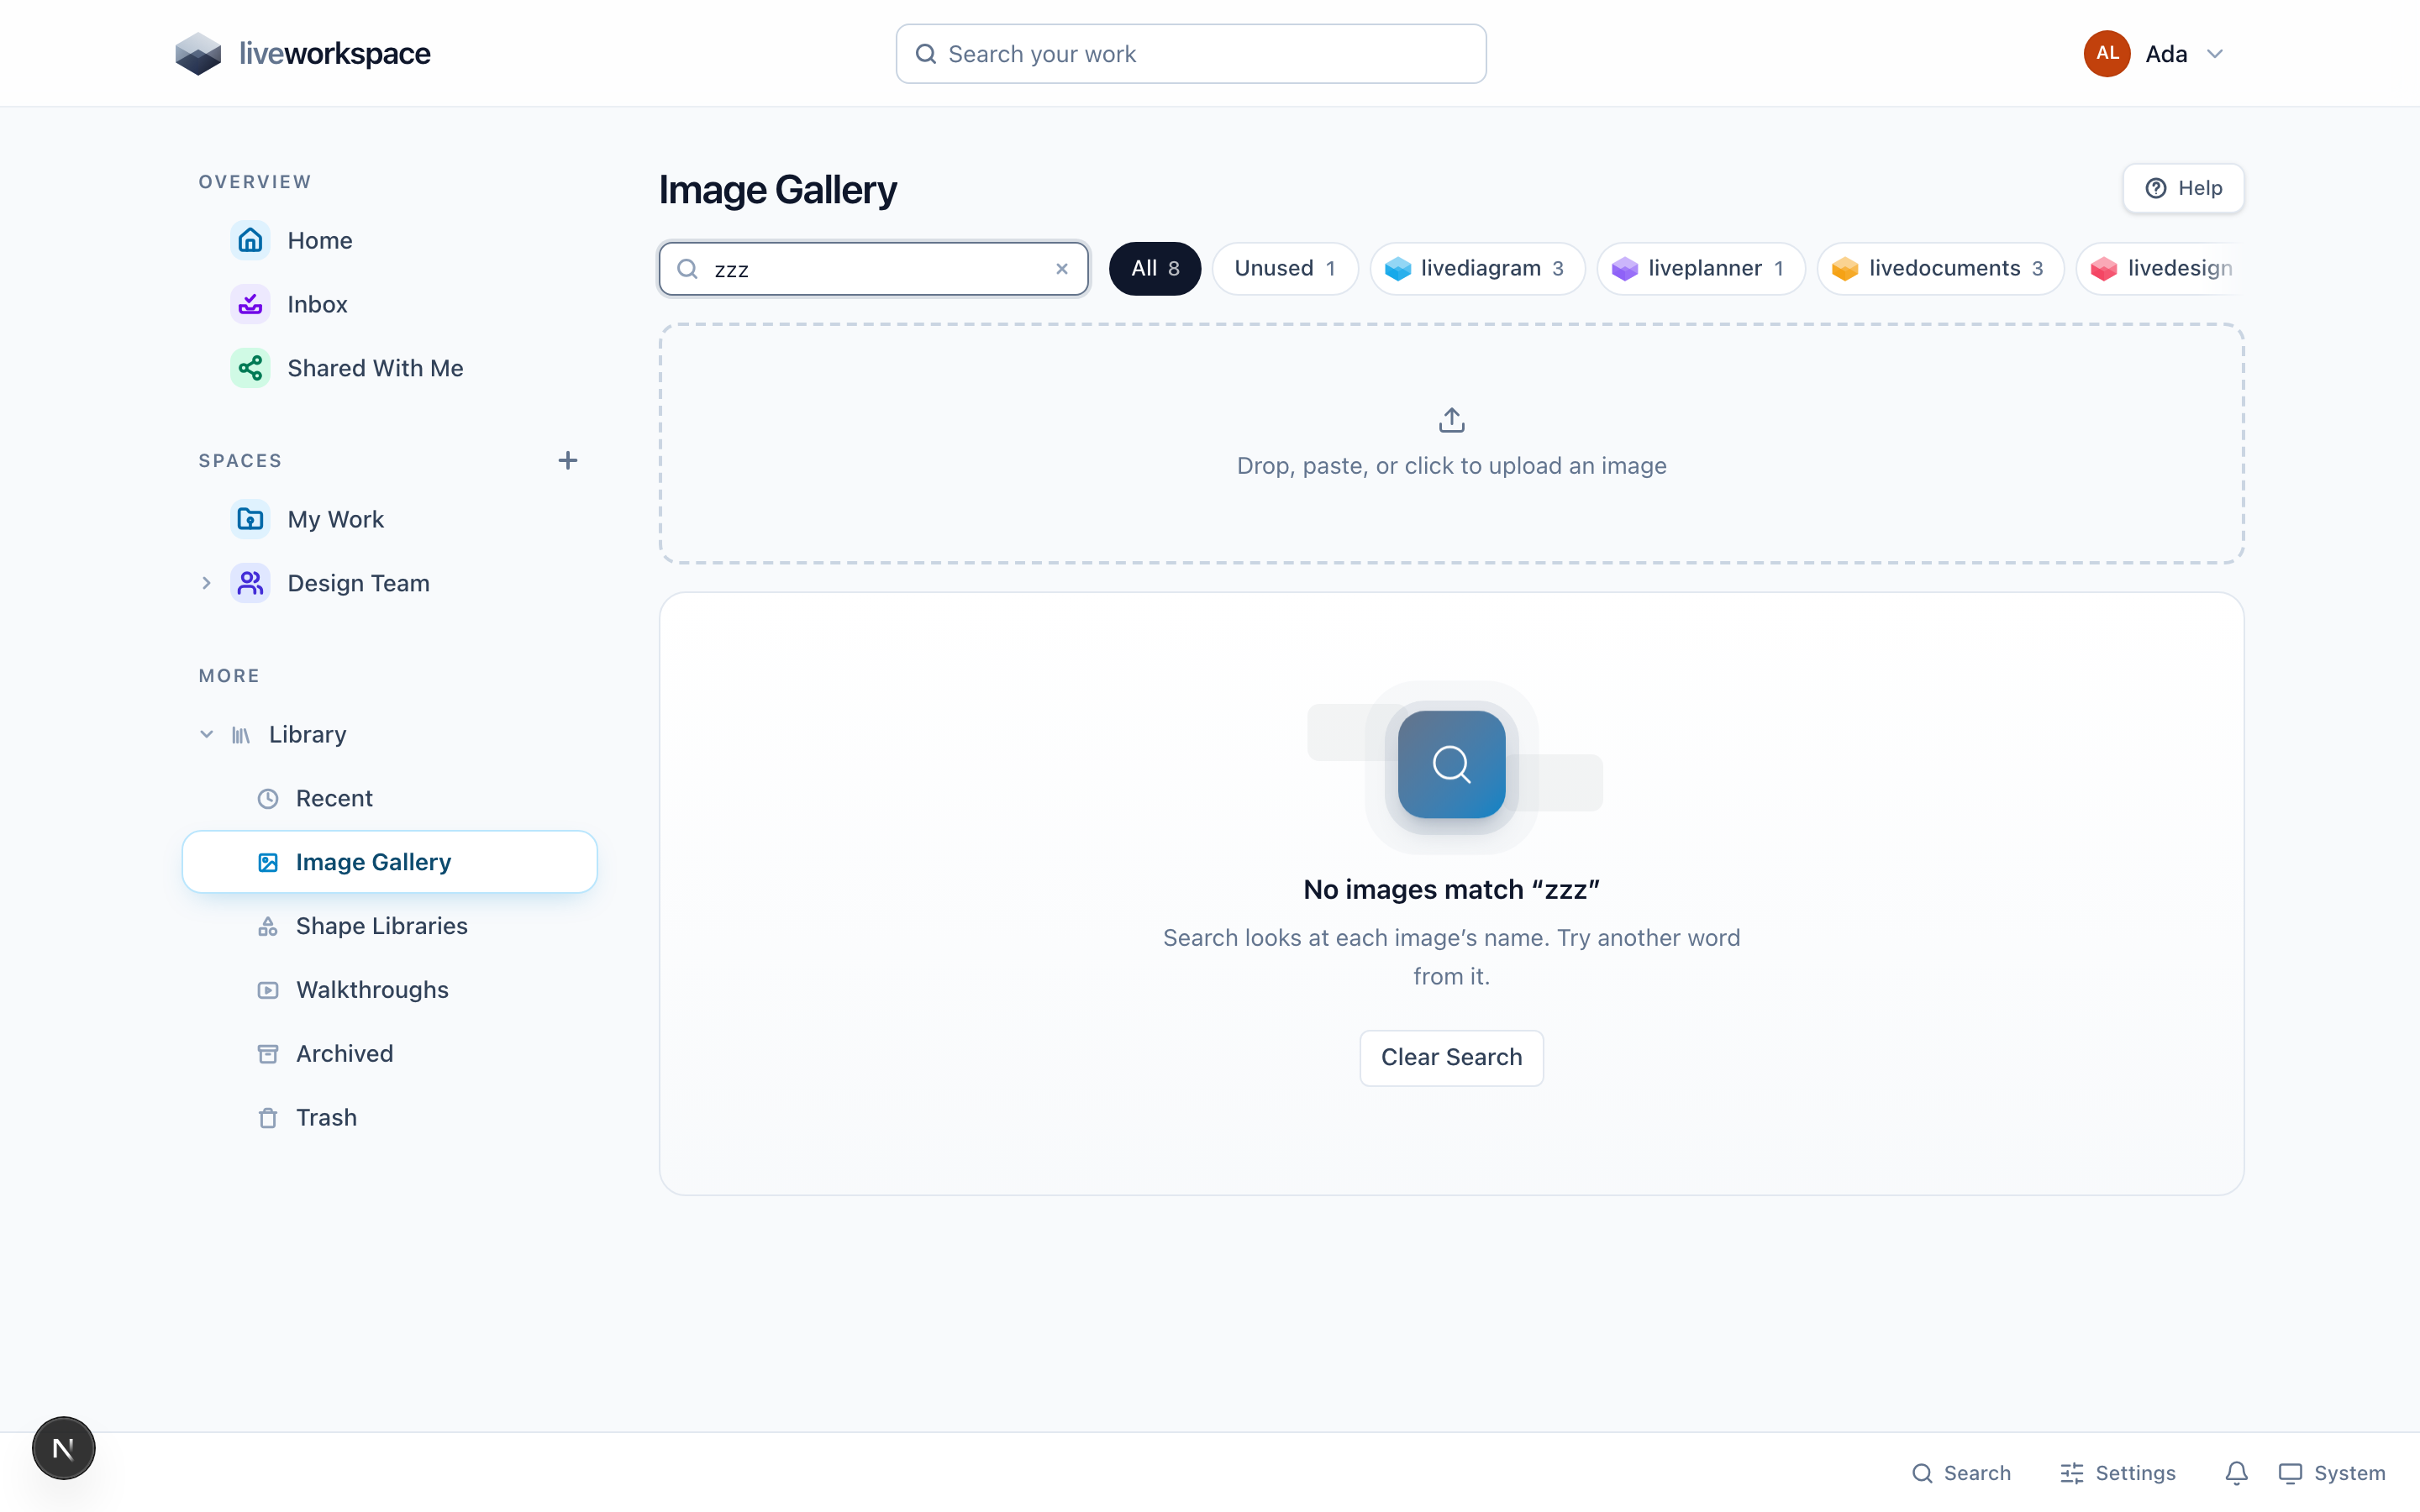 liveworkspace
Search your work
AL Ada
OVERVIEW
Home
Inbox
Shared With Me
SPACES
My Work
Design Team
MORE
Library
Recent
Image Gallery
Shape Libraries
Walkthroughs
Archived
Trash
Image Gallery
Help
zzz
All 8
Unused 1
livediagram 3
liveplanner 1
livedocuments 3
livedesign
Drop, paste, or click to upload an image
No images match “zzz”
Search looks at each image’s name. Try another word
from it.
Clear Search
N
Search
Settings
System